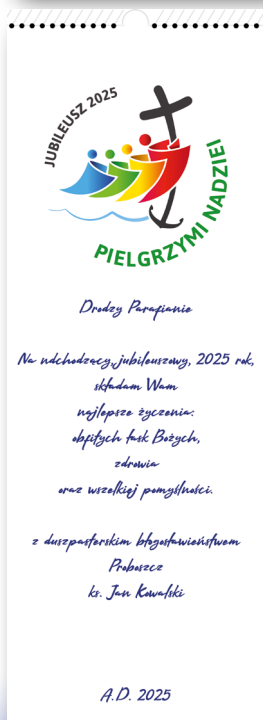 JUBILEUSZ 2025
PIELGRZYMI NADZIEI
Drodzy Parafianie
Na ndchodzący, jubileuszowy, 2025 rok,
składam Wam
najlepsze życzenia:
obfitych łask Bożych,
zdrowia
oraz wszelkiej pomyślności.
z duszpasterskim błogosławieństwem
Proboszcz
ks. Jan Kowalski
A.D. 2025